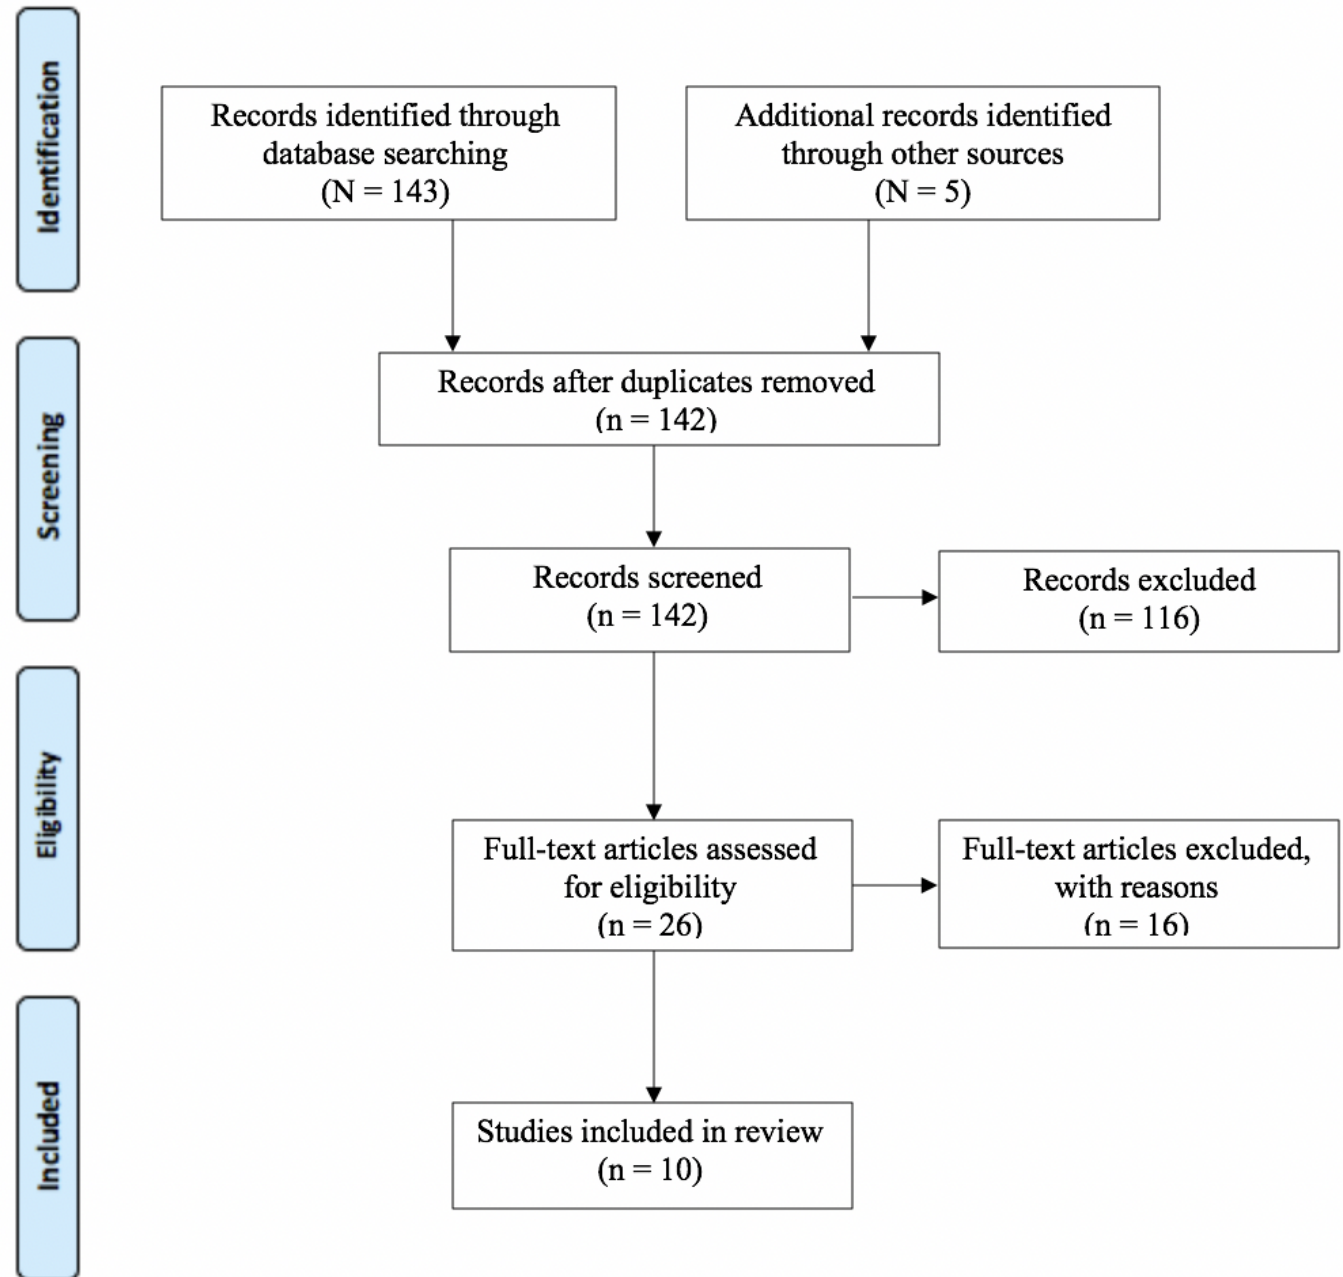 Identification
Records identified through
database searching
(N = 143)
Additional records identified
through other sources
(N = 5)
Screening
Records after duplicates removed
(n = 142)
Records screened
(n = 142)
Records excluded
(n = 116)
Eligibility
Full-text articles assessed
for eligibility
(n = 26)
Full-text articles excluded,
with reasons
(n = 16)
Included
Studies included in review
(n = 10)